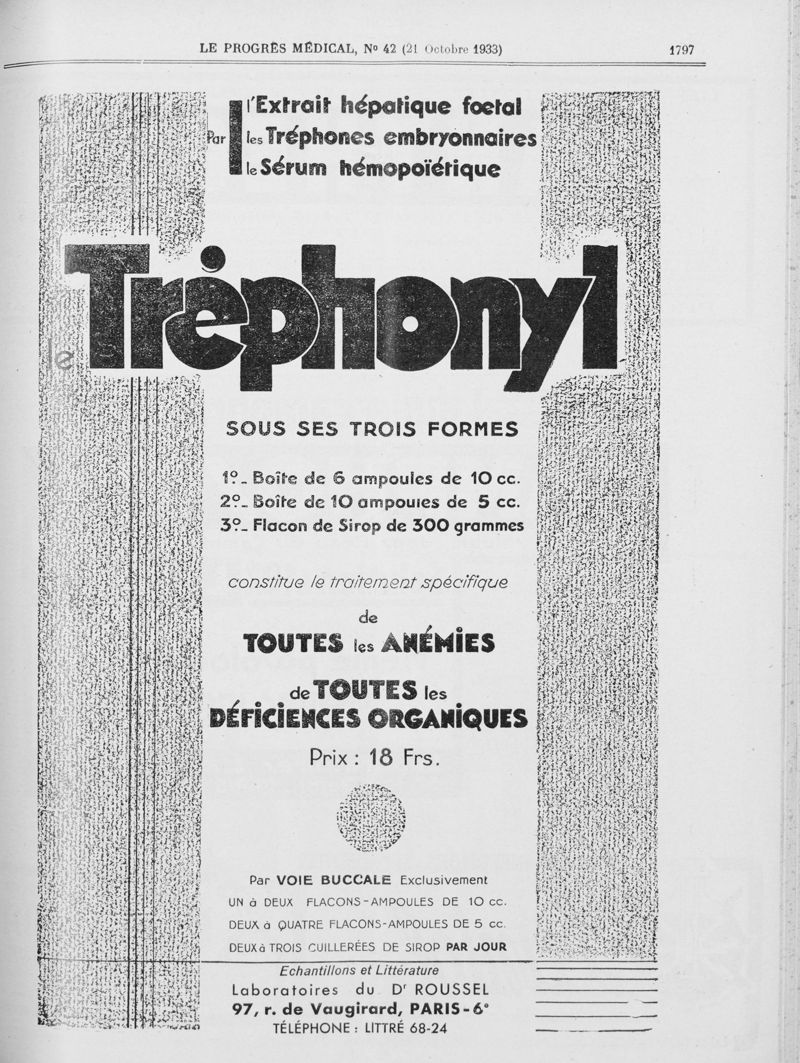 LE PROGRÈS MÉDICAL, Nº 42 (21 Octobre 1933) 1797
l'Extrait hépatique foetal
Par les Tréphones embryonnaires
le Sérum hémopoïétique
le Tréphonyl
SOUS SES TROIS FORMES
1º_ Boîte de 6 ampoules de 10 cc.
2º_ Boîte de 10 ampoules de 5 cc.
3º_ Flacon de Sirop de 300 grammes
constitue le traitement spécifique
de
TOUTES les ANÉMIES
de TOUTES les
DÉFICIENCES ORGANIQUES
Prix : 18 Frs.
Par VOIE BUCCALE Exclusivement
UN à DEUX FLACONS-AMPOULES DE 10 cc.
DEUX à QUATRE FLACONS-AMPOULES DE 5 cc.
DEUX à TROIS CUILLERÉES DE SIROP PAR JOUR
Echantillons et Littérature
Laboratoires du Dr ROUSSEL
97, r. de Vaugirard, PARIS-6e
TÉLÉPHONE : LITTRÉ 68-24